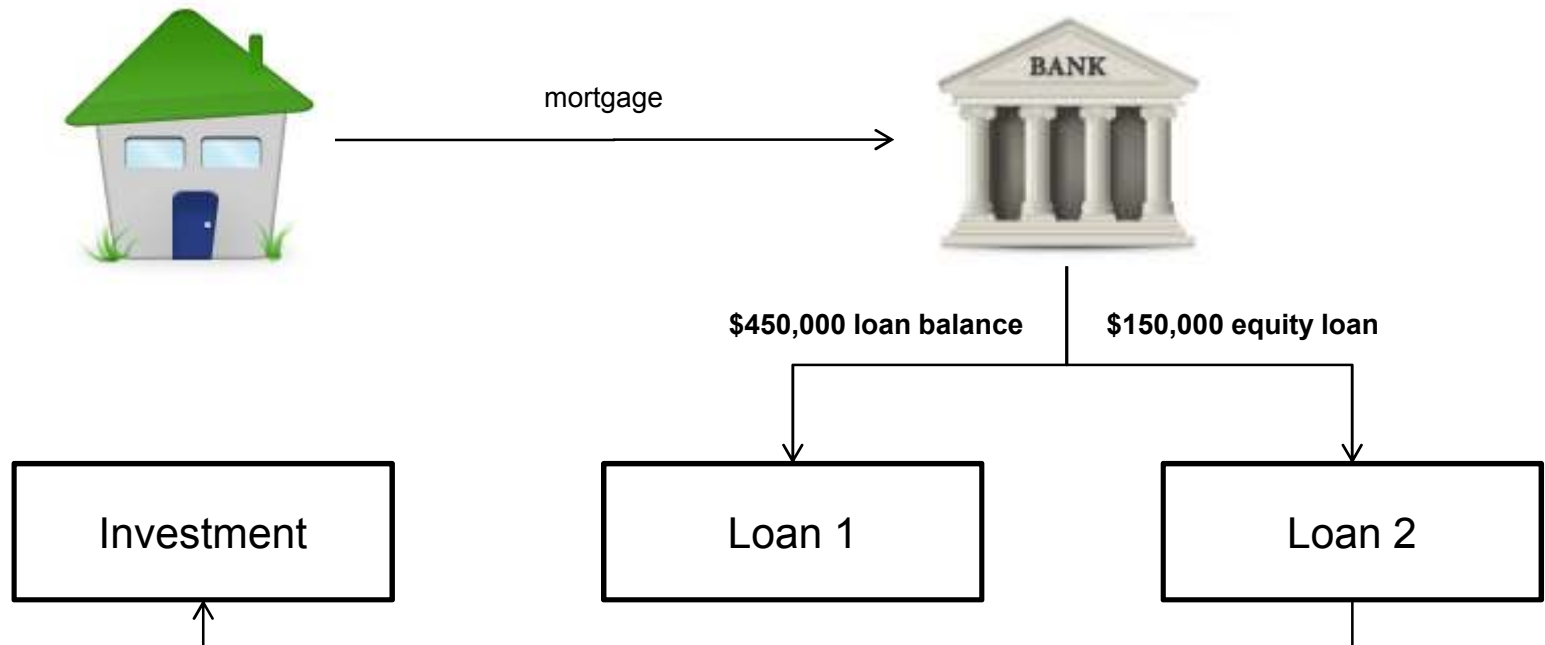 BANK
mortgage
$450,000 loan balance
$150,000 equity loan
Investment
Loan 1
Loan 2